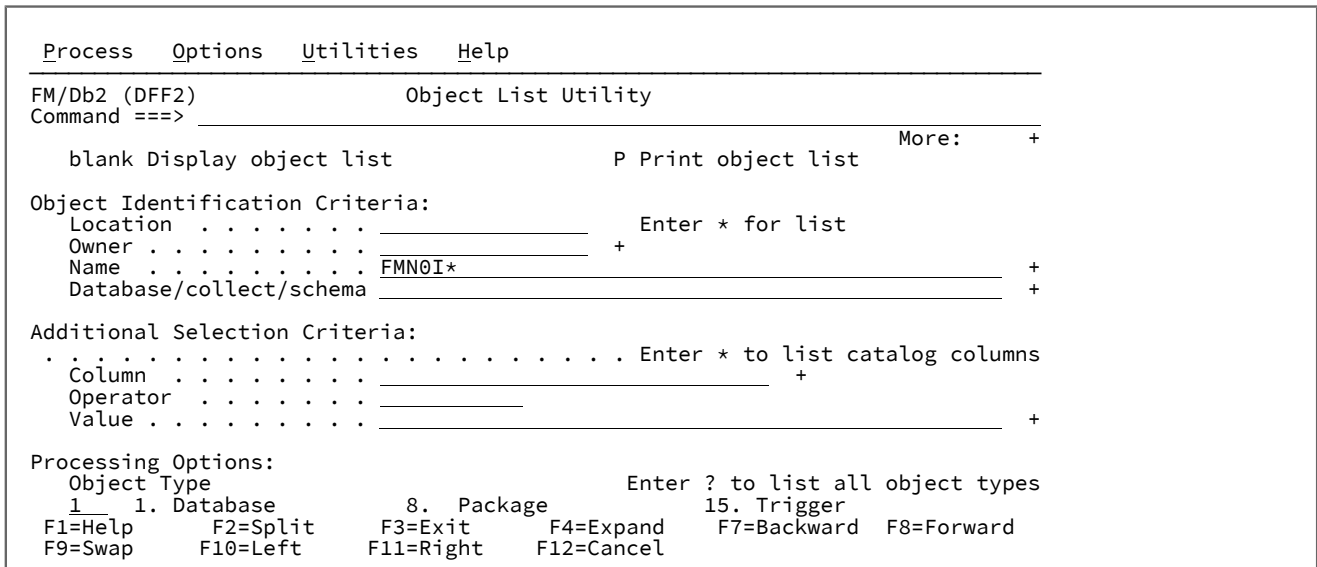 Process   Options   Utilities   Help
FM/Db2 (DFF2)                Object List Utility
Command ===>
More:     +
blank Display object list                 P Print object list
Object Identification Criteria:
Location  . . . . . . .                      Enter * for list
Owner . . . . . . . . .                    +
Name  . . . . . . . . . FMN0I*                                             +
Database/collect/schema                                                    +
Additional Selection Criteria:
. . . . . . . . . . . . . . . . . . . . . . . Enter * to list catalog columns
Column  . . . . . . . .                                  +
Operator  . . . . . . .
Value . . . . . . . . .                                                    +
Processing Options:
Object Type                                Enter ? to list all object types
1    1. Database          8.  Package            15. Trigger
F1=Help      F2=Split     F3=Exit      F4=Expand    F7=Backward  F8=Forward
F9=Swap     F10=Left     F11=Right    F12=Cancel